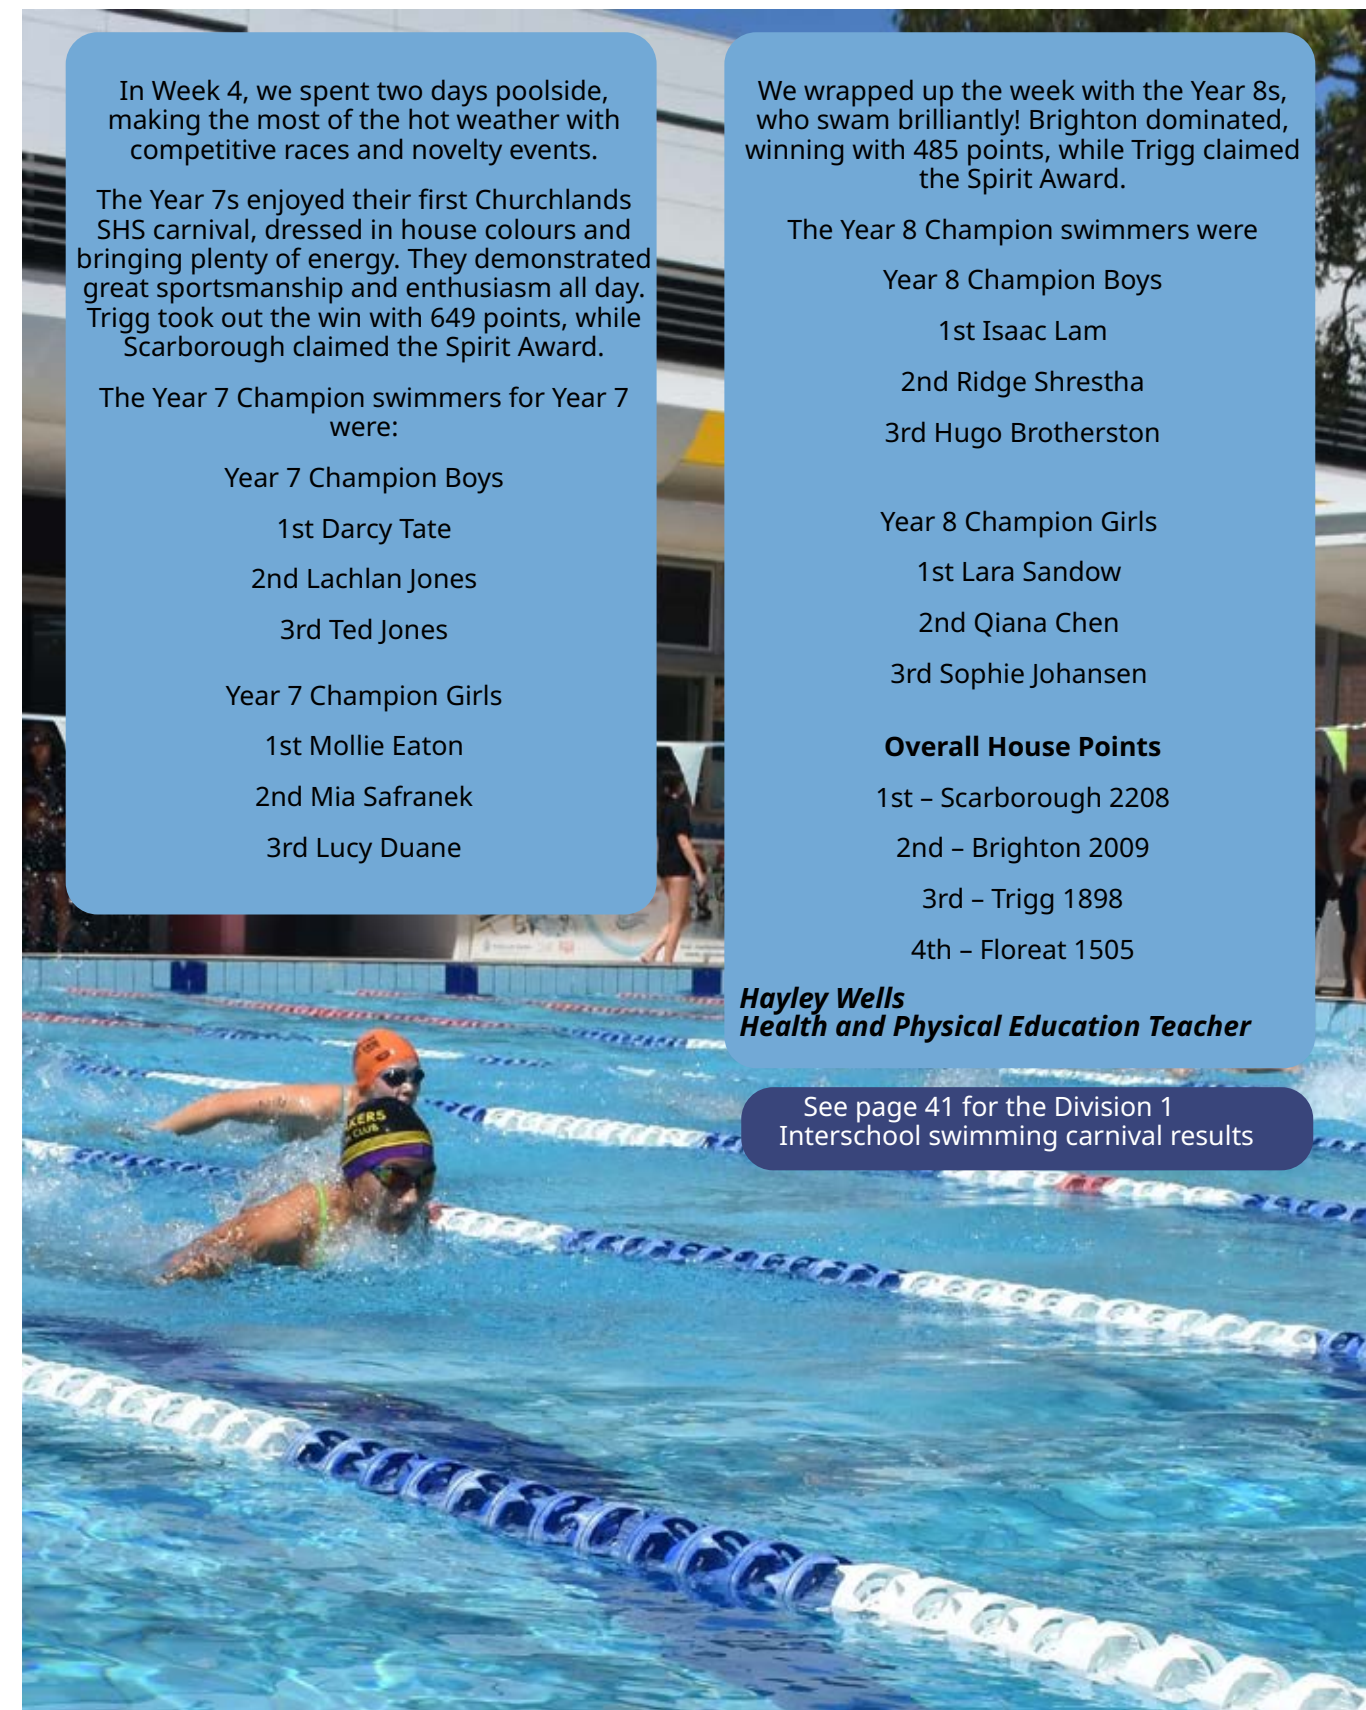 In Week 4, we spent two days poolside,
making the most of the hot weather with
competitive races and novelty events.
The Year 7s enjoyed their first Churchlands
SHS carnival, dressed in house colours and
bringing plenty of energy. They demonstrated
great sportsmanship and enthusiasm all day.
Trigg took out the win with 649 points, while
Scarborough claimed the Spirit Award.
The Year 7 Champion swimmers for Year 7
were:
Year 7 Champion Boys
1st Darcy Tate
2nd Lachlan Jones
3rd Ted Jones
Year 7 Champion Girls
1st Mollie Eaton
2nd Mia Safranek
3rd Lucy Duane
We wrapped up the week with the Year 8s,
who swam brilliantly! Brighton dominated,
winning with 485 points, while Trigg claimed
the Spirit Award.
The Year 8 Champion swimmers were
Year 8 Champion Boys
1st Isaac Lam
2nd Ridge Shrestha
3rd Hugo Brotherston
Year 8 Champion Girls
1st Lara Sandow
2nd Qiana Chen
3rd Sophie Johansen
Overall House Points
1st – Scarborough 2208
2nd – Brighton 2009
3rd – Trigg 1898
4th – Floreat 1505
Hayley Wells
Health and Physical Education Teacher
See page 41 for the Division 1
Interschool swimming carnival results
CLUB